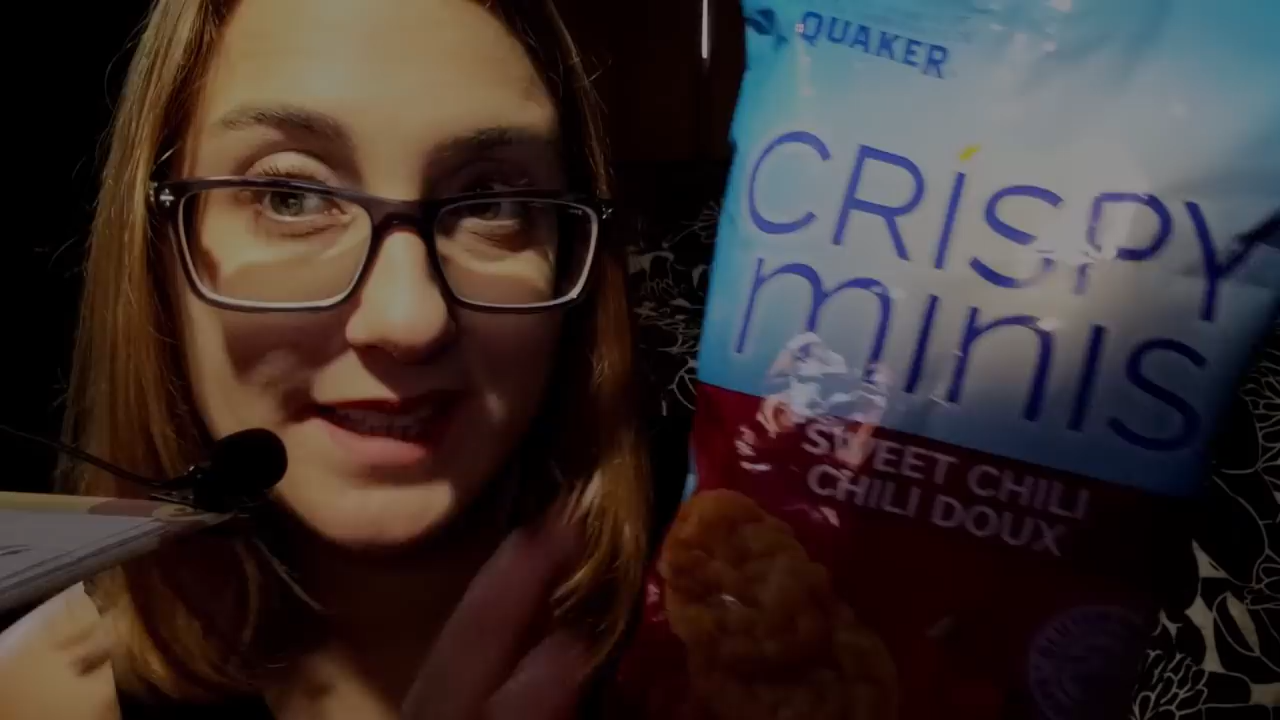 QUAKER
CRISPY
minis
SWEET CHILI
CHILI DOUX